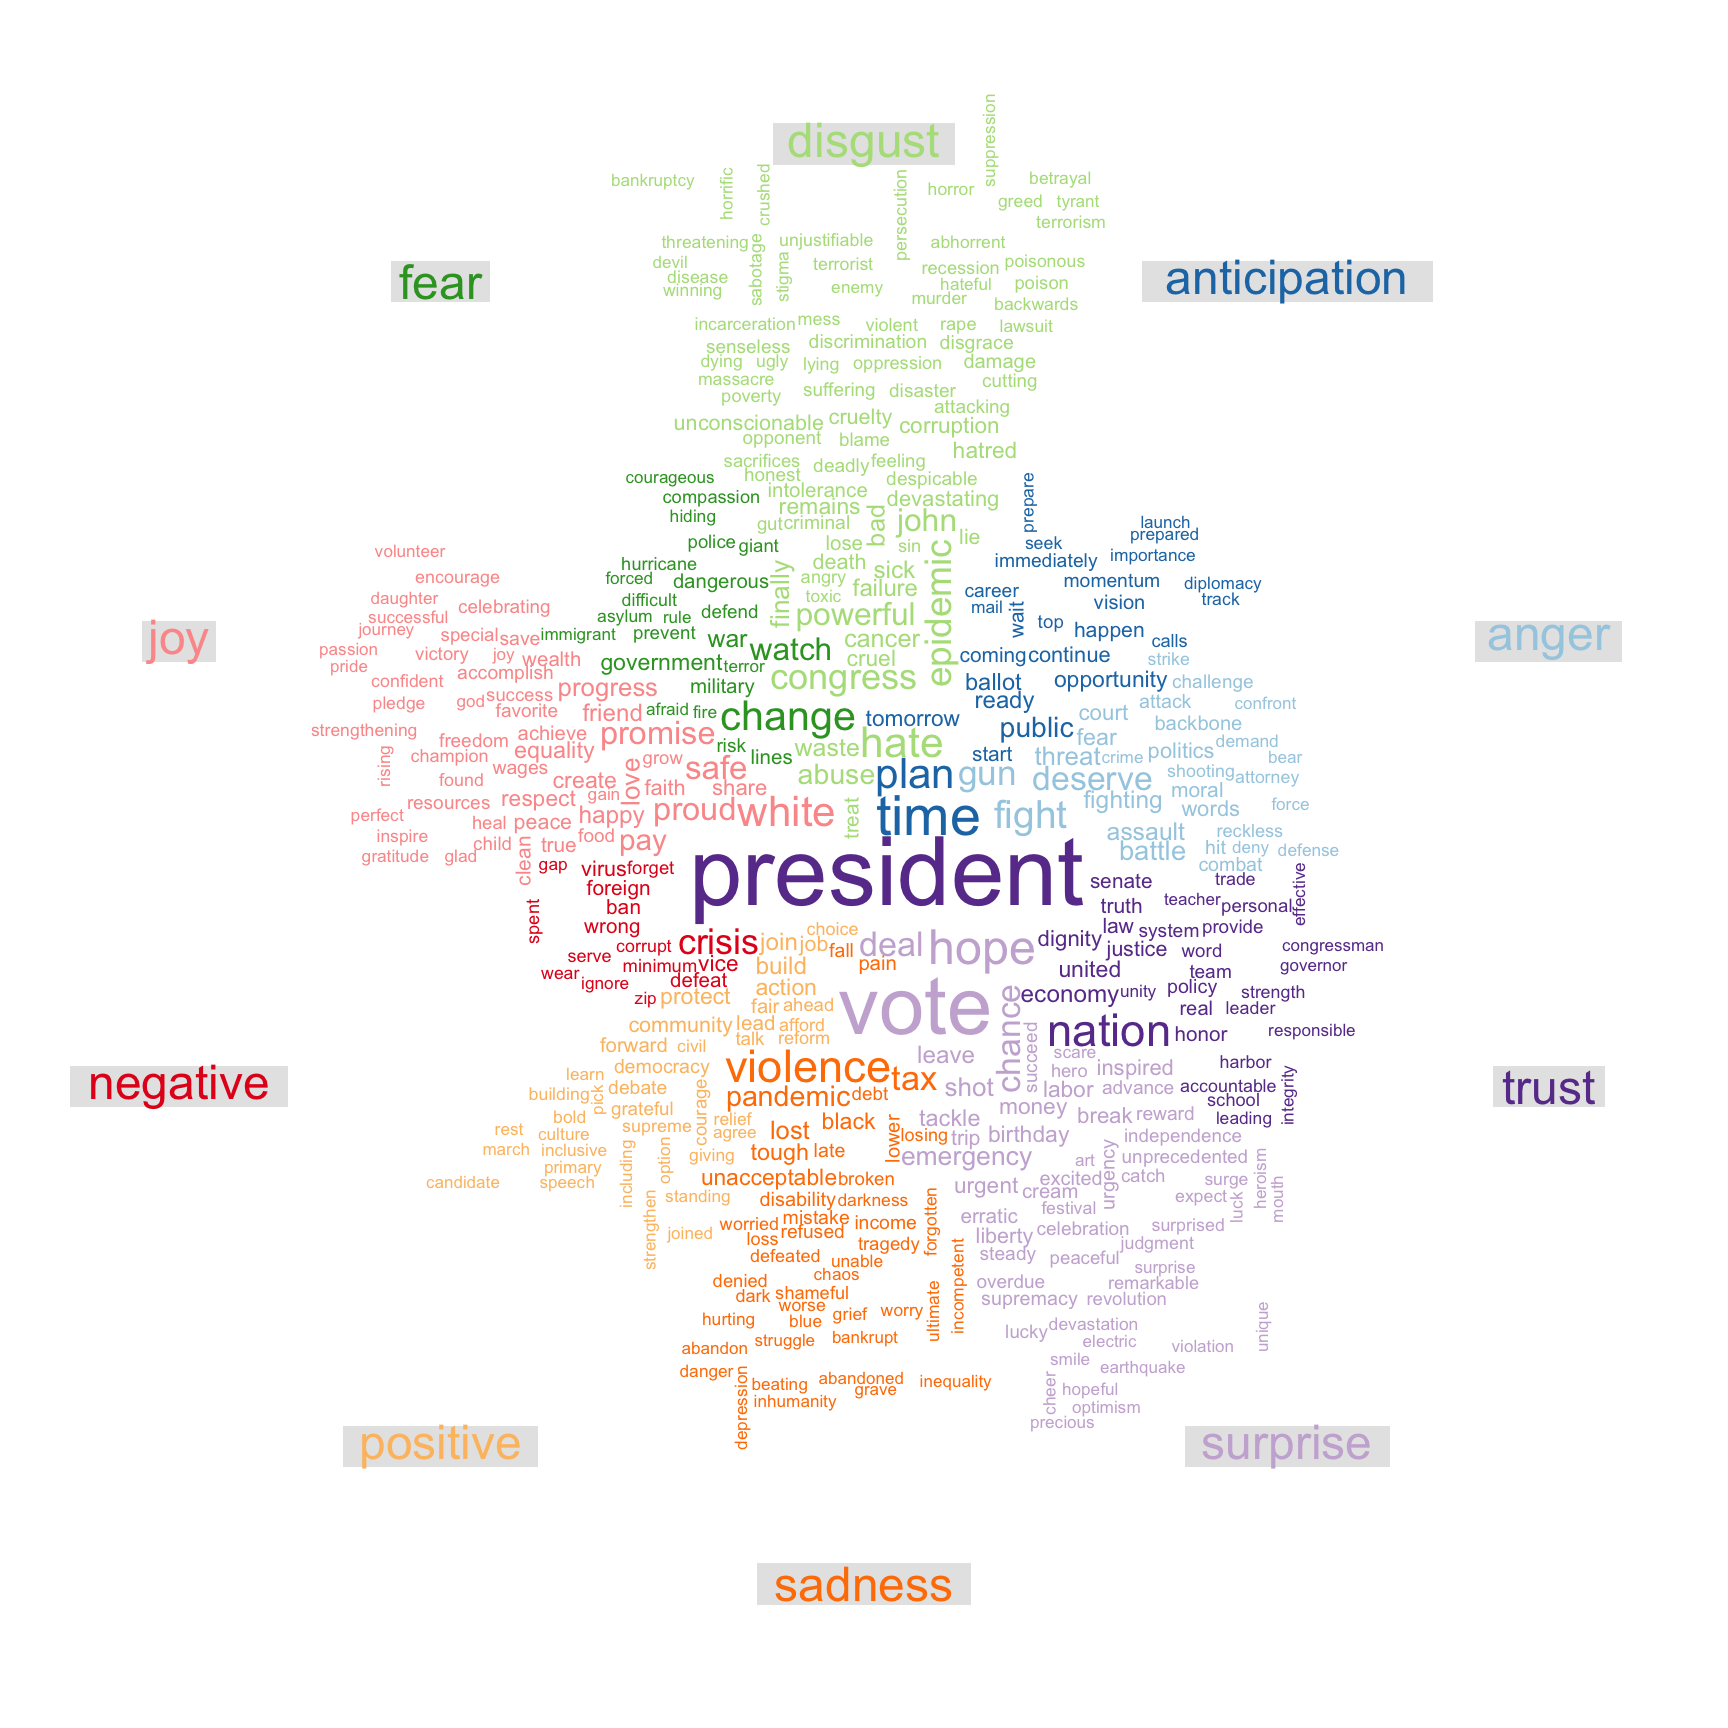 disgust
fear
anticipation
joy
anger
negative
trust
positive
surprise
sadness
suppression
bankruptcy
horrific
crushed
persecution
horror
betrayal
greed
tyrant
terrorism
threatening
unjustifiable
abhorrent
devil
disease
winning
sabotage
stigma
terrorist
enemy
recession
hateful
murder
poisonous
poison
backwards
incarceration
mess
violent
rape
lawsuit
senseless
discrimination
disgrace
dying
ugly
lying
oppression
damage
massacre
poverty
suffering
disaster
cutting
attacking
unconscionable
cruelty
corruption
opponent
blame
hatred
sacrifices
honest
deadly
feeling
despicable
intolerance
devastating
remains
gut
criminal
bad
john
lie
lose
sin
death
sick
angry
toxic
failure
finally
powerful
epidemic
cancer
cruel
congress
waste
hate
abuse
treat
courageous
compassion
hiding
police
giant
hurricane
forced
dangerous
difficult
asylum
rule
defend
immigrant
prevent
war
watch
government
terror
military
afraid
fire
change
risk
lines
prepare
launch
prepared
seek
immediately
importance
momentum
diplomacy
career
mail
wait
vision
track
top
happen
calls
coming
continue
ballot
opportunity
ready
tomorrow
public
start
plan
time
strike
challenge
attack
confront
court
backbone
fear
demand
threat
crime
politics
bear
gun
deserve
shooting
attorney
moral
fighting
words
force
fight
assault
reckless
battle
hit
deny
defense
combat
volunteer
encourage
daughter
successful
celebrating
journey
special
save
passion
pride
victory
joy
wealth
confident
accomplish
pledge
god
success
progress
favorite
friend
strengthening
freedom
achieve
promise
champion
equality
rising
found
wages
create
love
grow
safe
resources
respect
gain
faith
share
perfect
heal
peace
happy
proud
white
inspire
child
true
food
pay
gratitude
glad
clean
president
senate
trade
effective
truth
teacher
personal
law
system
provide
dignity
justice
word
congressman
governor
united
team
economy
unity
policy
strength
real
leader
nation
honor
responsible
harbor
accountable
school
leading
integrity
gap
virus
forget
foreign
ban
spent
wrong
corrupt
crisis
serve
minimum
vice
wear
ignore
defeat
zip
choice
join
job
build
action
protect
fair
ahead
community
lead
afford
talk
reform
forward
civil
democracy
learn
building
pick
debate
bold
grateful
courage
relief
rest
culture
supreme
agree
march
inclusive
primary
giving
option
including
candidate
speech
standing
strengthen
joined
fall
pain
violence
tax
pandemic
debt
lost
black
lower
losing
tough
late
unacceptable
broken
disability
darkness
worried
mistake
income
forgotten
loss
refused
tragedy
defeated
unable
chaos
denied
dark
shameful
worse
incompetent
ultimate
hurting
blue
grief
worry
struggle
bankrupt
abandon
danger
depression
beating
abandoned
grave
inequality
inhumanity
deal
hope
vote
chance
succeed
leave
scare
hero
inspired
shot
labor
advance
money
break
reward
tackle
trip
birthday
independence
emergency
art
urgency
unprecedented
urgent
excited
catch
cream
surge
expect
luck
heroism
mouth
erratic
festival
liberty
celebration
surprised
steady
judgment
peaceful
surprise
overdue
remarkable
supremacy
revolution
lucky
devastation
electric
unique
violation
smile
earthquake
cheer
hopeful
optimism
precious